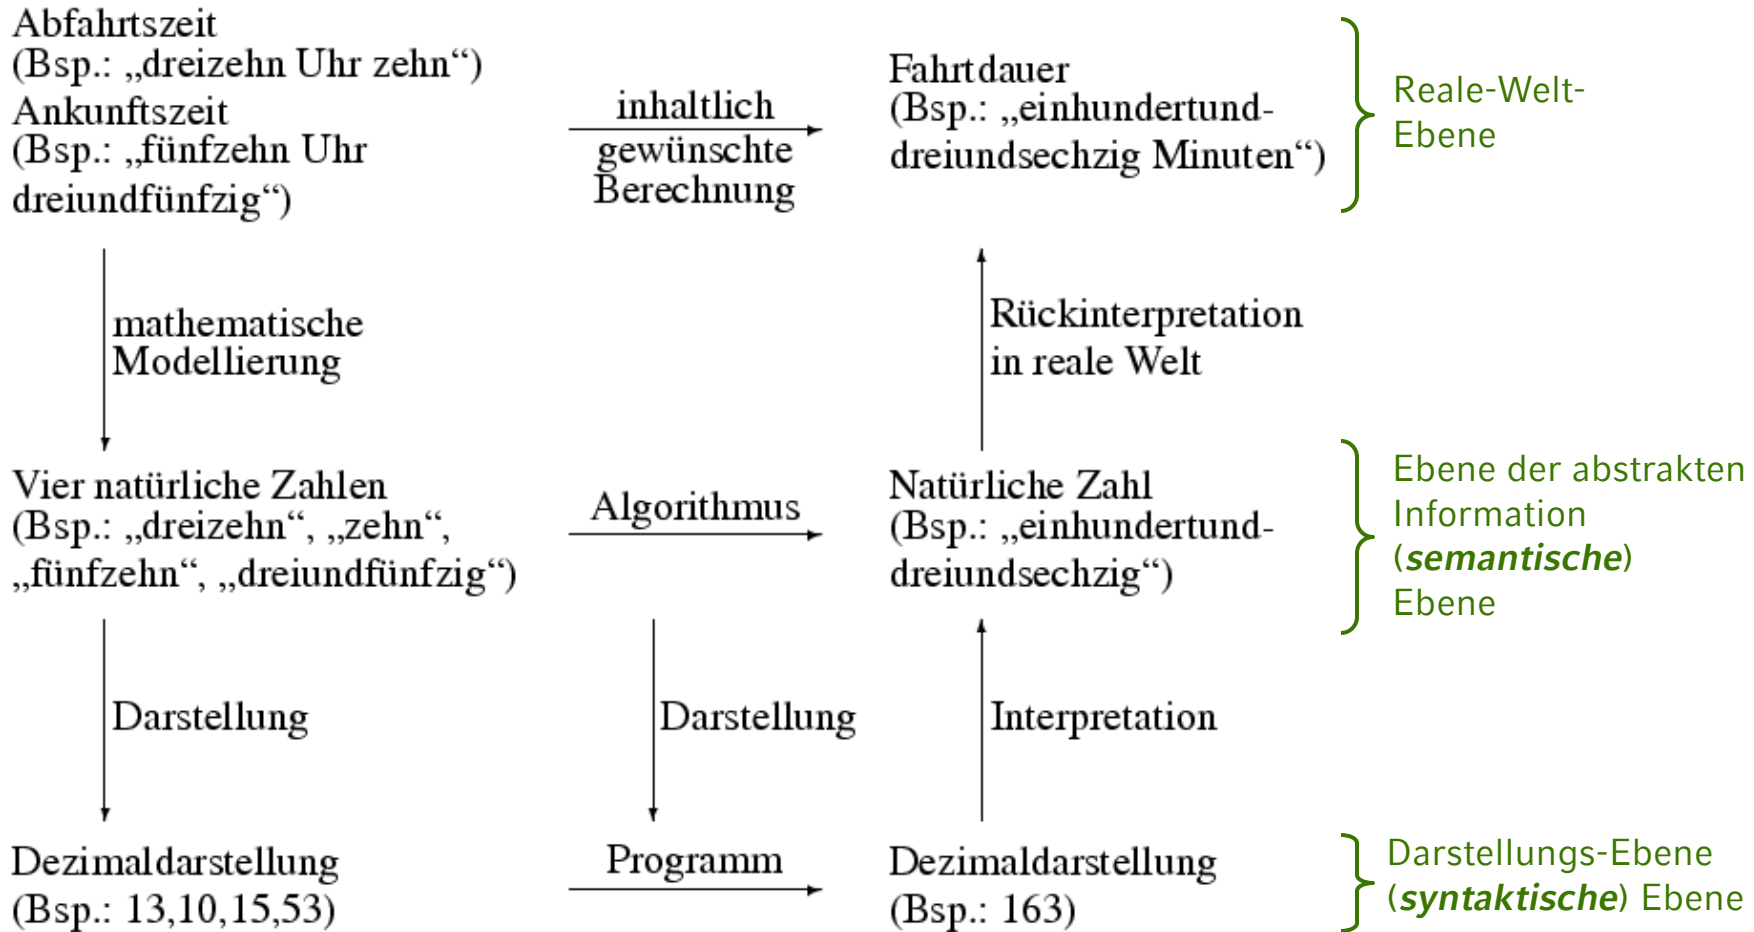 Abfahrtszeit
(Bsp.: „dreizehn Uhr zehn“)
Ankunftszeit
(Bsp.: „fünfzehn Uhr
dreiundfünfzig“)
inhaltlich
gewünschte
Berechnung
Fahrtdauer
(Bsp.: „einhundertund-
dreiundsechzig Minuten“)
Reale-Welt-
Ebene
mathematische
Modellierung
Rückinterpretation
in reale Welt
Vier natürliche Zahlen
(Bsp.: „dreizehn“, „zehn“,
„fünfzehn“, „dreiundfünfzig“)
Algorithmus
Natürliche Zahl
(Bsp.: „einhundertund-
dreiundsechzig“)
Ebene der abstrakten
Information
(semantische)
Ebene
Darstellung
Darstellung
Interpretation
Dezimaldarstellung
(Bsp.: 13,10,15,53)
Programm
Dezimaldarstellung
(Bsp.: 163)
Darstellungs-Ebene
(syntaktische) Ebene